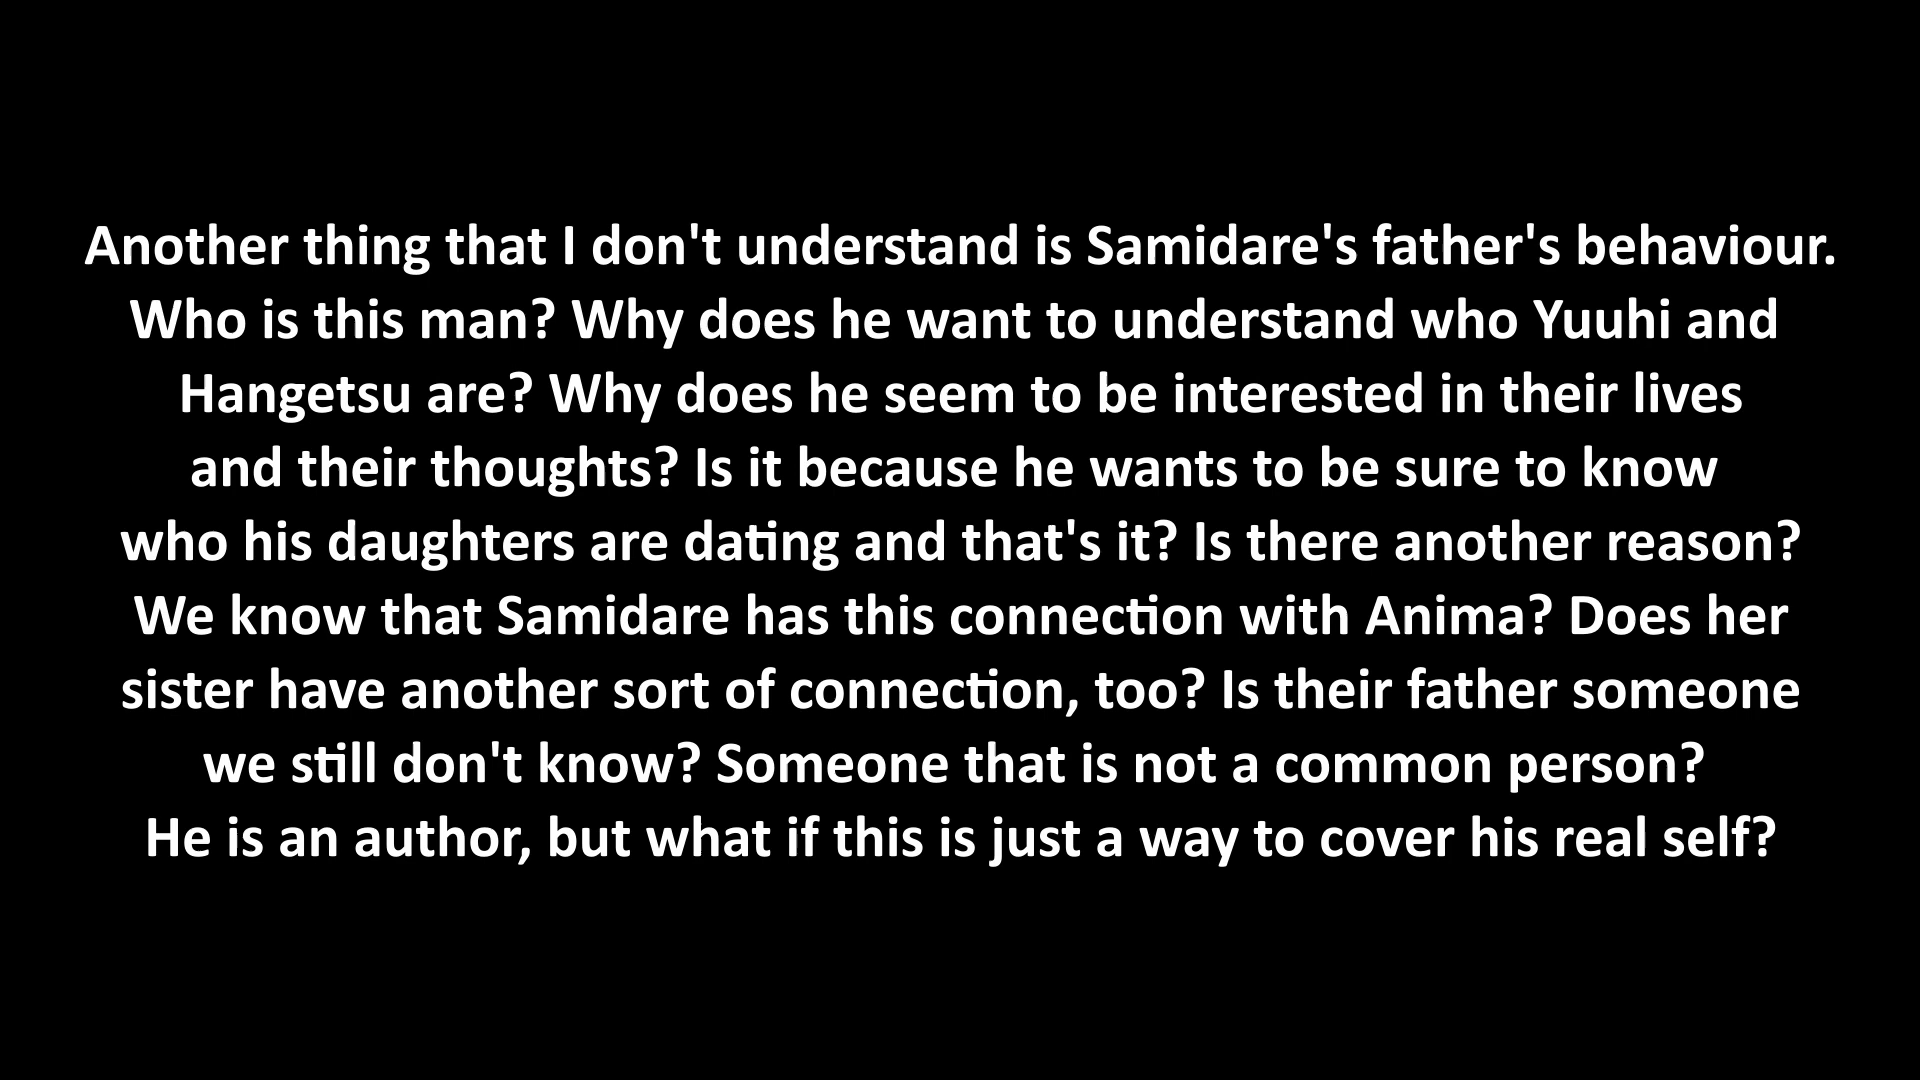 Another thing that I don't understand is Samidare's father's behaviour.
Who is this man? Why does he want to understand who Yuuhi and
Hangetsu are? Why does he seem to be interested in their lives
and their thoughts? Is it because he wants to be sure to know
who his daughters are dating and that's it? Is there another reason?
We know that Samidare has this connection with Anima? Does her
sister have another sort of connection, too? Is their father someone
we still don't know? Someone that is not a common person?
He is an author, but what if this is just a way to cover his real self?